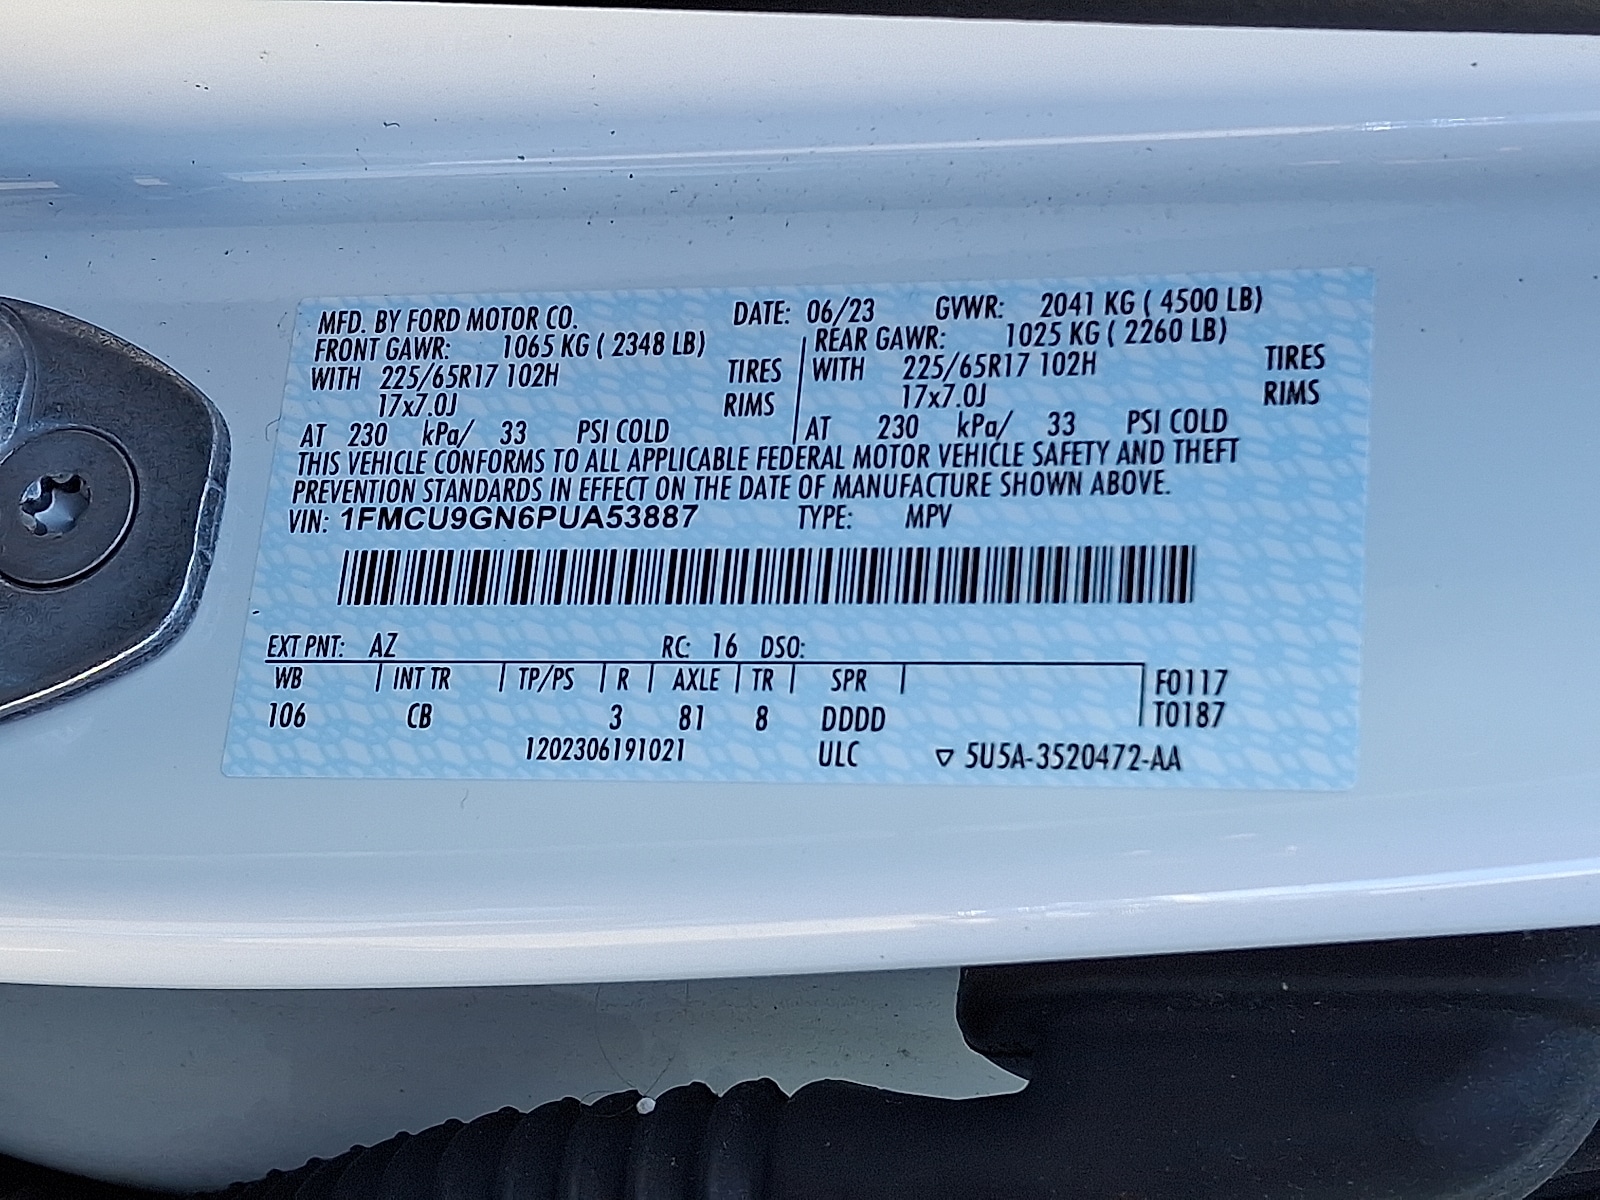 MFD. BY FORD MOTOR CO. DATE: 06/23 GVWR: 2041 KG ( 4500 LB)
FRONT GAWR: 1065 KG ( 2348 LB) REAR GAWR: 1025 KG ( 2260 LB)
WITH 225/65R17 102H TIRES WITH 225/65R17 102H TIRES
17x7.0J RIMS 17x7.0J RIMS
AT 230 kPa/ 33 PSI COLD AT 230 kPa/ 33 PSI COLD
THIS VEHICLE CONFORMS TO ALL APPLICABLE FEDERAL MOTOR VEHICLE SAFETY AND THEFT
PREVENTION STANDARDS IN EFFECT ON THE DATE OF MANUFACTURE SHOWN ABOVE.
VIN: 1FMCU9GN6PUA53887 TYPE: MPV
EXT PNT: AZ RC: 16 DSO:
WB INT TR TP/PS R AXLE TR SPR F0117
106 CB 3 81 8 DDDD T0187
1202306191021 ULC ▽ 5U5A-3520472-AA